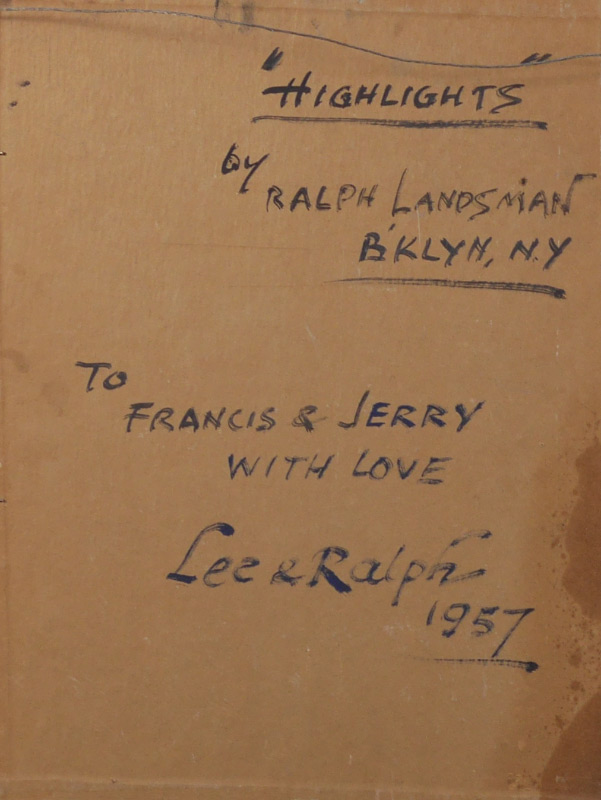 "HIGHLIGHTS"
by
RALPH LANDSMAN
B'KLYN, N.Y
To
FRANCIS & JERRY
WITH LOVE
Lee & Ralph
1957